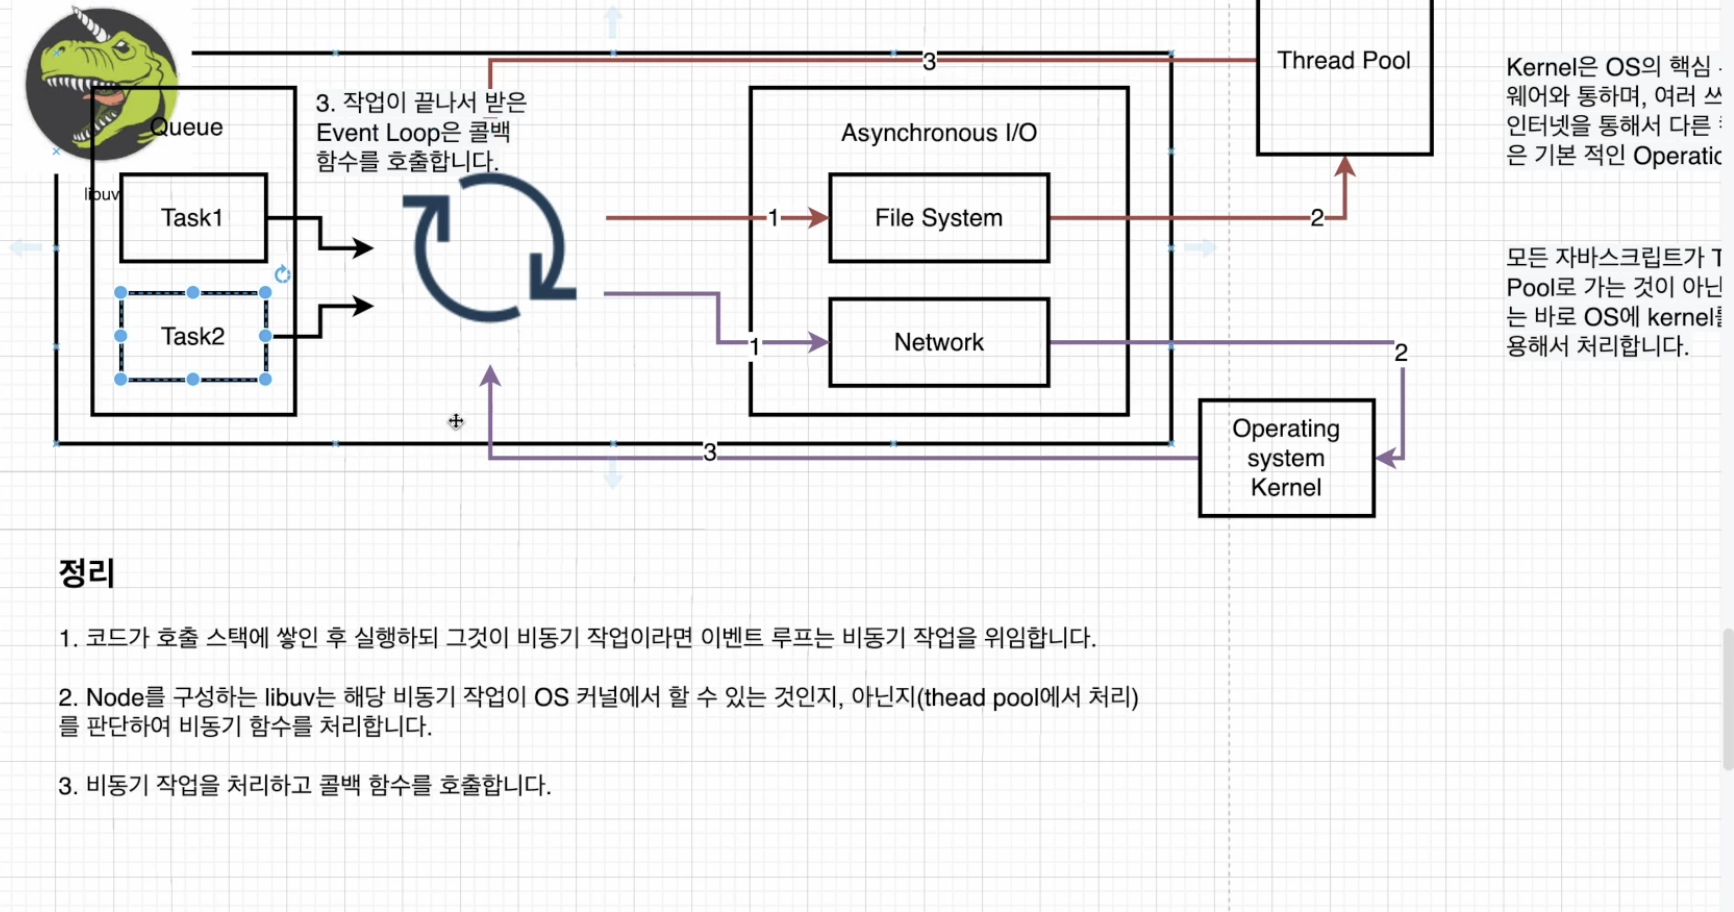 Thread Pool
3
Kernel은 OS의 핵심
웨어와 통하며, 여러
인터넷을 통해서 다른
은 기본 적인
3. 작업이 끝나서 받은
Event Loop은 콜백
함수를 호출합니다.
Queue
libuv
Task1
Task2
Asynchronous I/O
1
File System
2
1
Network
2
모든 자바스크립트가
Pool로 가는 것이
는 바로 OS에
용해서 처리합니다.
3
Operating
system
Kernel
정리
1. 코드가 호출 스택에 쌓인 후 실행하되 그것이 비동기 작업이라면 이벤트 루프는 비동기 작업을 위임합니다.
2. Node를 구성하는 libuv는 해당 비동기 작업이 OS 커널에서 할 수 있는 것인지, 아닌지(thead pool에서 처리)
를 판단하여 비동기 함수를 처리합니다.
3. 비동기 작업을 처리하고 콜백 함수를 호출합니다.